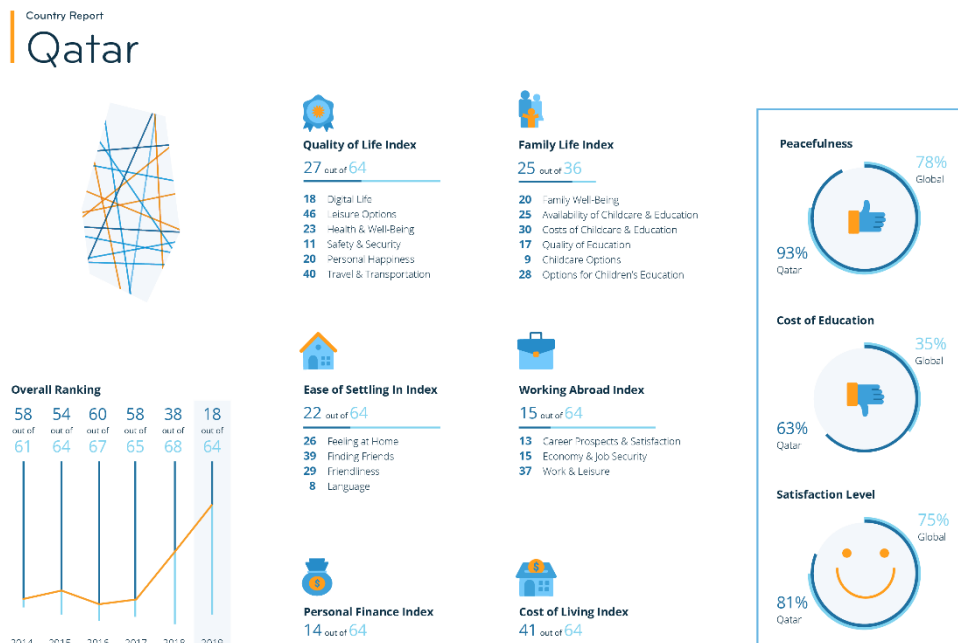 Country Report
Qatar
Quality of Life Index
27 out of 64
18 Digital Life
46 Leisure Options
23 Health & Well-Being
11 Safety & Security
20 Personal Happiness
40 Travel & Transportation
Family Life Index
25 out of 36
20 Family Well-Being
25 Availability of Childcare & Education
30 Costs of Childcare & Education
17 Quality of Education
9 Childcare Options
28 Options for Children's Education
Peacefulness
78%
Global
93%
Qatar
Cost of Education
35%
Global
63%
Qatar
Overall Ranking
58 54 60 58 38 18
out of out of out of out of out of out of
61 64 67 65 68 64
2014 2015 2016 2017 2018 2019
Ease of Settling In Index
22 out of 64
26 Feeling at Home
39 Finding Friends
29 Friendliness
8 Language
Working Abroad Index
15 out of 64
13 Career Prospects & Satisfaction
15 Economy & Job Security
37 Work & Leisure
Satisfaction Level
75%
Global
81%
Qatar
Personal Finance Index
14 out of 64
Cost of Living Index
41 out of 64